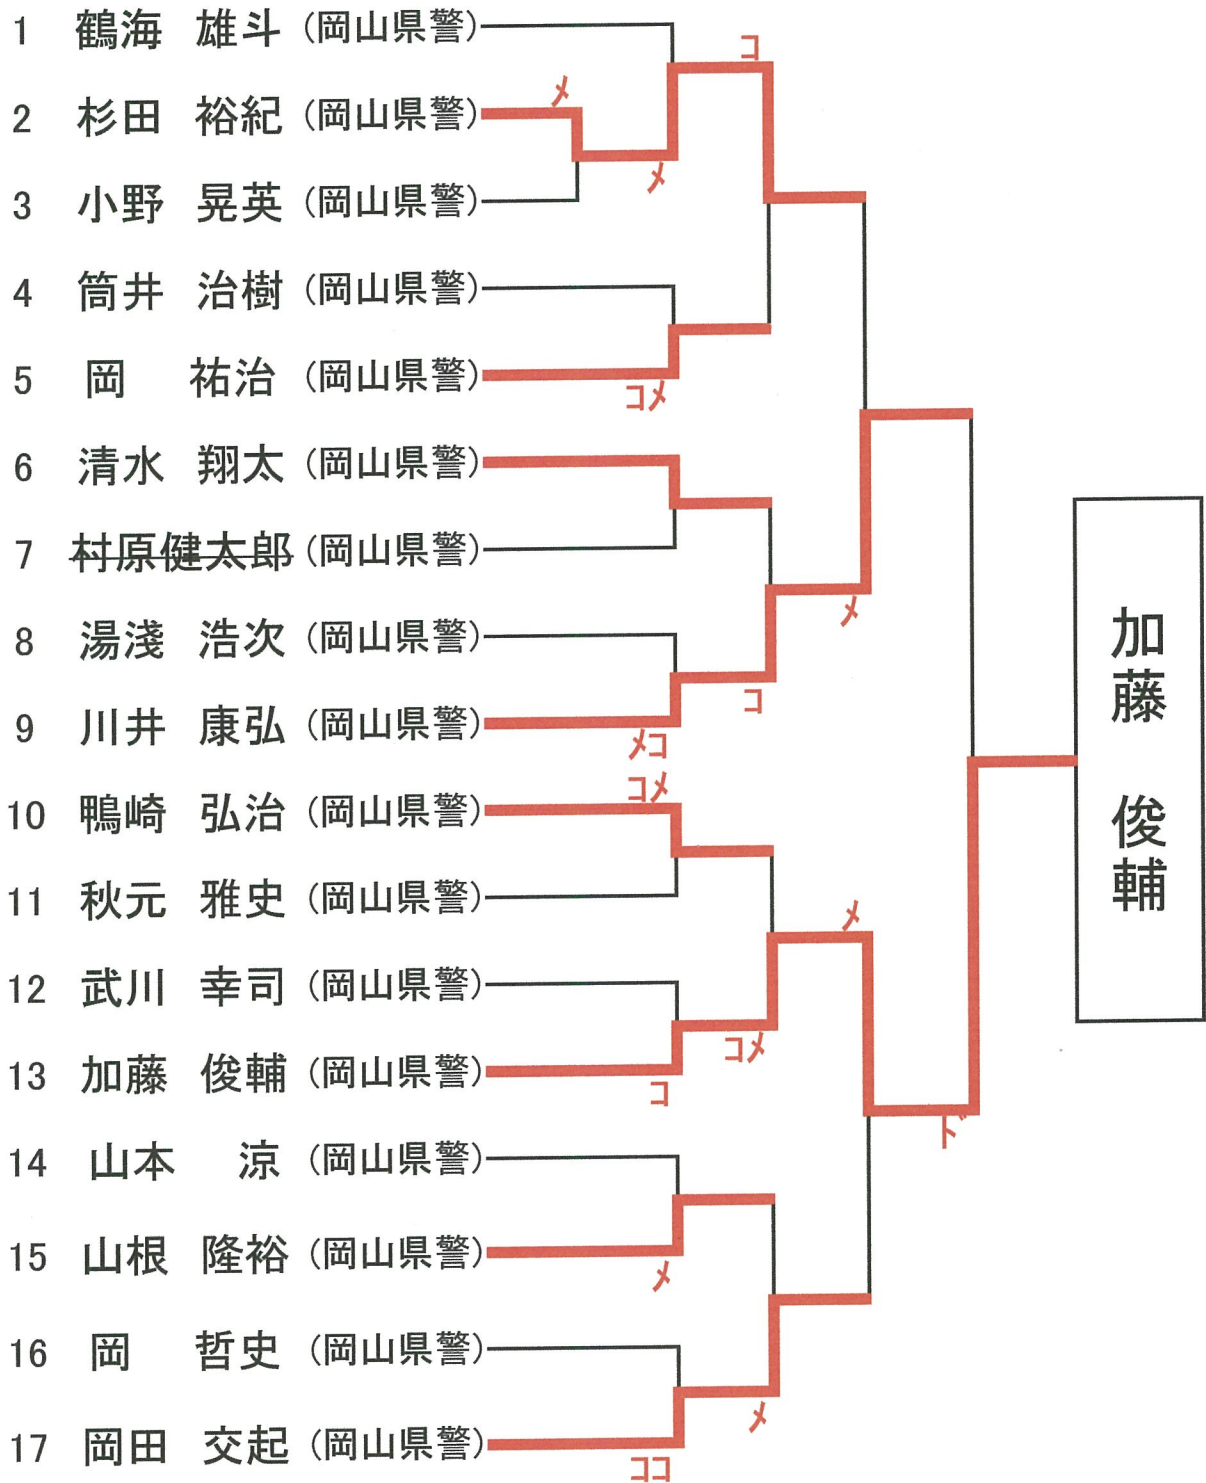 1 鶴海 雄斗 (岡山県警)
コ
メ
2 杉田 裕紀 (岡山県警)
メ
3 小野 晃英 (岡山県警)
4 筒井 治樹 (岡山県警)
5 岡 祐治 (岡山県警)
コメ
6 清水 翔太 (岡山県警)
7 村原健太郎 (岡山県警)
メ
8 湯淺 浩次 (岡山県警)
コ
9 川井 康弘 (岡山県警)
メコ
コメ
10 鴨崎 弘治 (岡山県警)
11 秋元 雅史 (岡山県警)
メ
12 武川 幸司 (岡山県警)
コメ
13 加藤 俊輔 (岡山県警)
コ
ド
14 山本 涼 (岡山県警)
15 山根 隆裕 (岡山県警)
メ
16 岡 哲史 (岡山県警)
メ
17 岡田 交起 (岡山県警)
ココ
加藤 俊輔